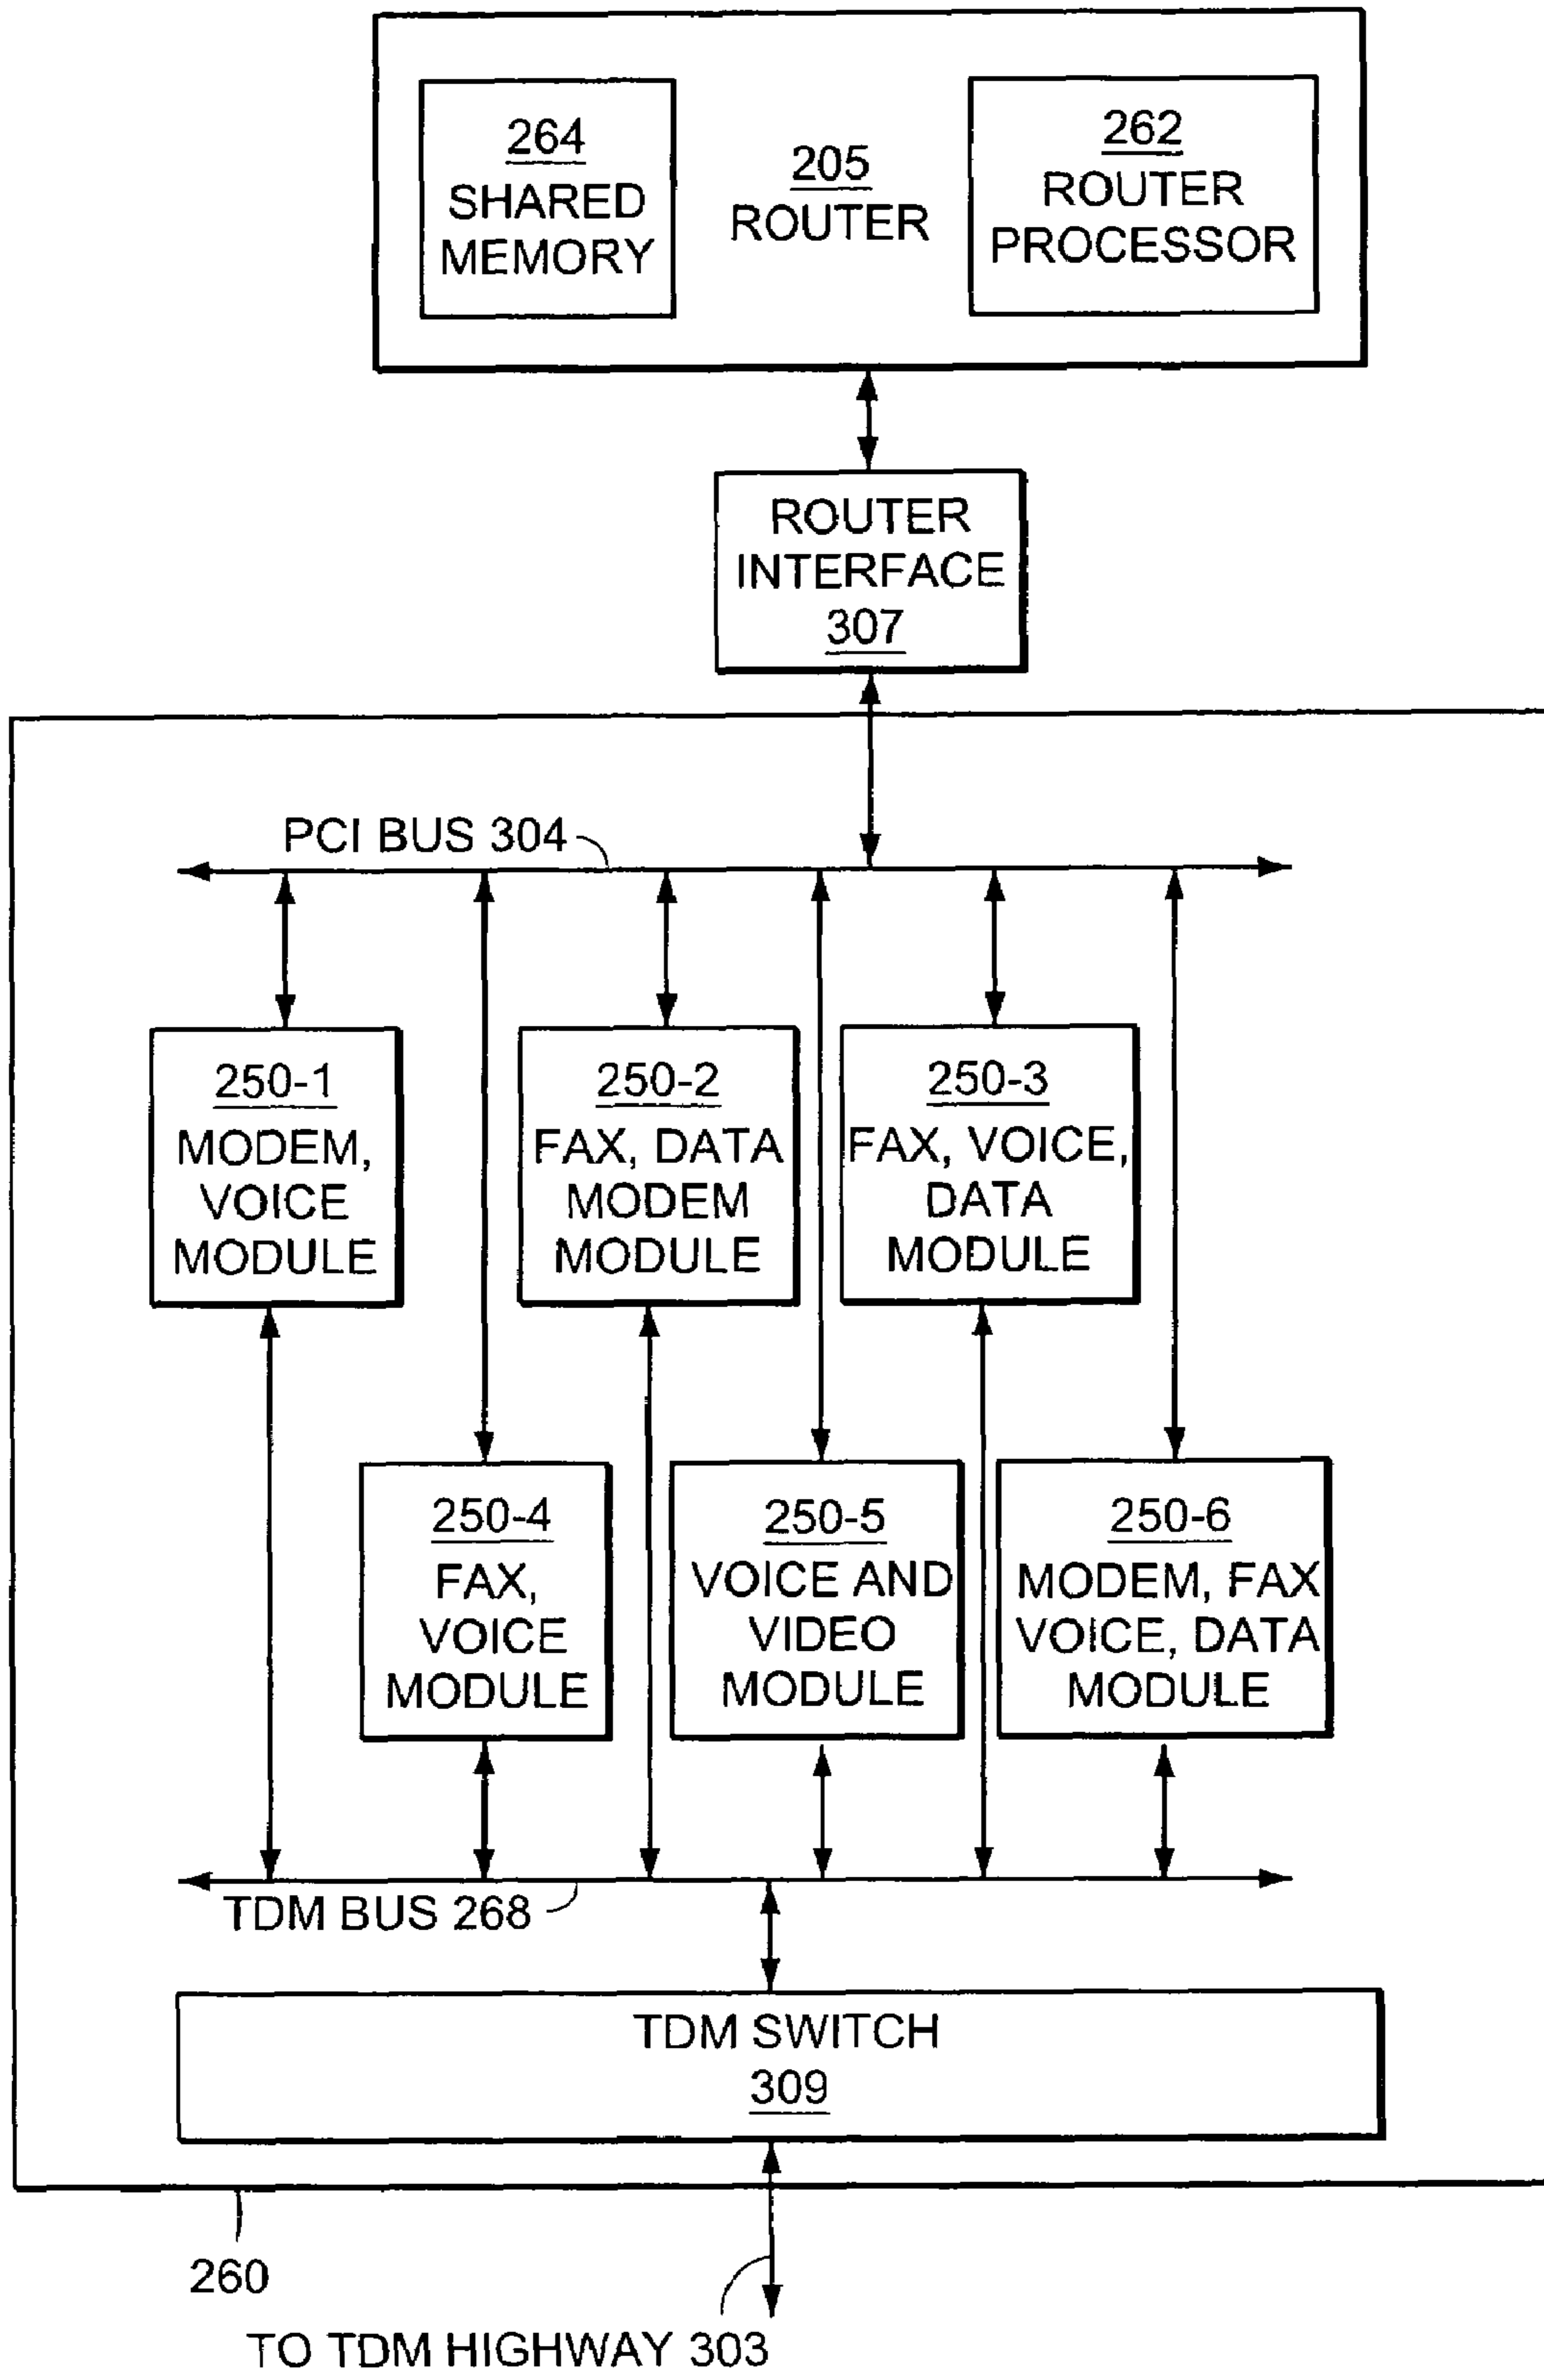 264
SHARED
MEMORY
205
ROUTER
262
ROUTER
PROCESSOR
ROUTER
INTERFACE
307
PCI BUS 304
250-1
MODEM,
VOICE
MODULE
250-2
FAX, DATA
MODEM
MODULE
250-3
FAX, VOICE,
DATA
MODULE
250-4
FAX,
VOICE
MODULE
250-5
VOICE AND
VIDEO
MODULE
250-6
MODEM, FAX
VOICE, DATA
MODULE
TDM BUS 268
TDM SWITCH
309
260
TO TDM HIGHWAY 303